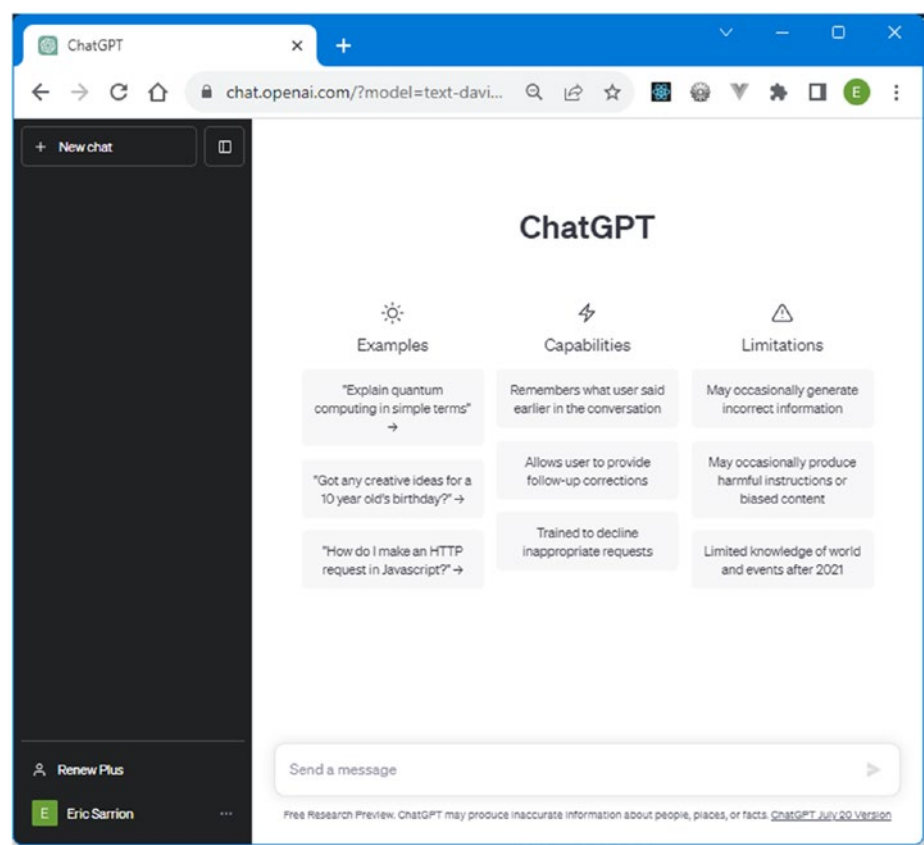 ChatGPT
chat.openai.com/?model=text-davi...
E
+ New chat
ChatGPT
Examples
"Explain quantum
computing in simple terms"
→
"Got any creative ideas for a
10 year old's birthday?" →
"How do I make an HTTP
request in Javascript?" →
Capabilities
Remembers what user said
earlier in the conversation
Allows user to provide
follow-up corrections
Trained to decline
inappropriate requests
Limitations
May occasionally generate
incorrect information
May occasionally produce
harmful instructions or
biased content
Limited knowledge of world
and events after 2021
Renew Plus
E Eric Sarrion ...
Send a message
Free Research Preview. ChatGPT may produce inaccurate information about people, places, or facts. ChatGPT July 20 Version